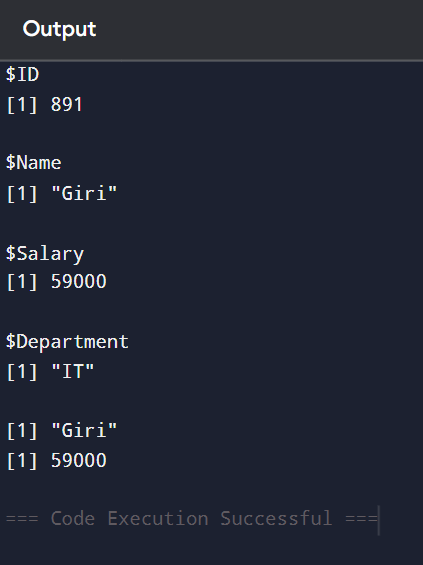 Output
$ID
[1] 891
$Name
[1] "Giri"
$Salary
[1] 59000
$Department
[1] "IT"
[1] "Giri"
[1] 59000
=== Code Execution Successful ===